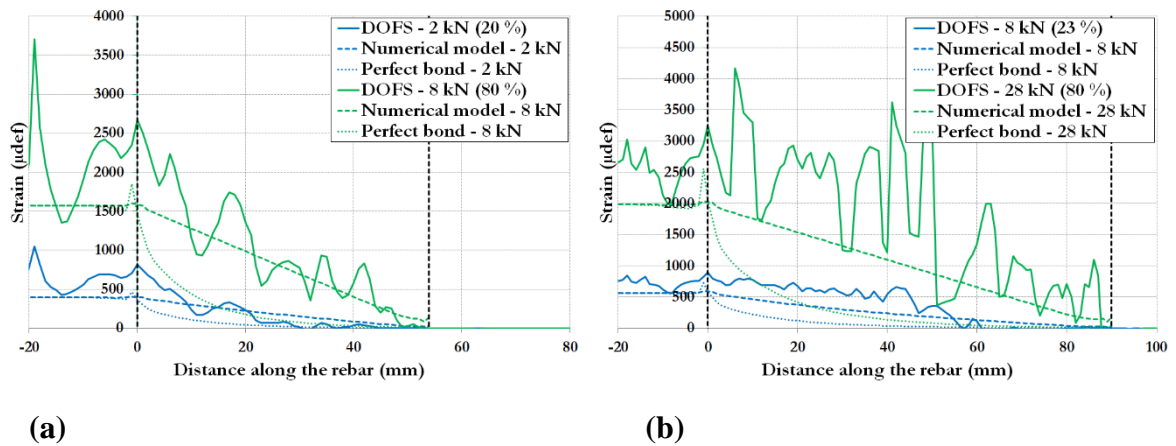 4000
3500
3000
2500
2000
1500
1000
500
0
Strain (µdef)
-20 0 20 40 60 80
Distance along the rebar (mm)
DOFS - 2 kN (20 %)
Numerical model - 2 kN
Perfect bond - 2 kN
DOFS - 8 kN (80 %)
Numerical model - 8 kN
Perfect bond - 8 kN
(a)
5000
4500
4000
3500
3000
2500
2000
1500
1000
500
0
Strain (µdef)
-20 0 20 40 60 80 100
Distance along the rebar (mm)
DOFS - 8 kN (23 %)
Numerical model - 8 kN
Perfect bond - 8 kN
DOFS - 28 kN (80 %)
Numerical model - 28 kN
Perfect bond - 28 kN
(b)